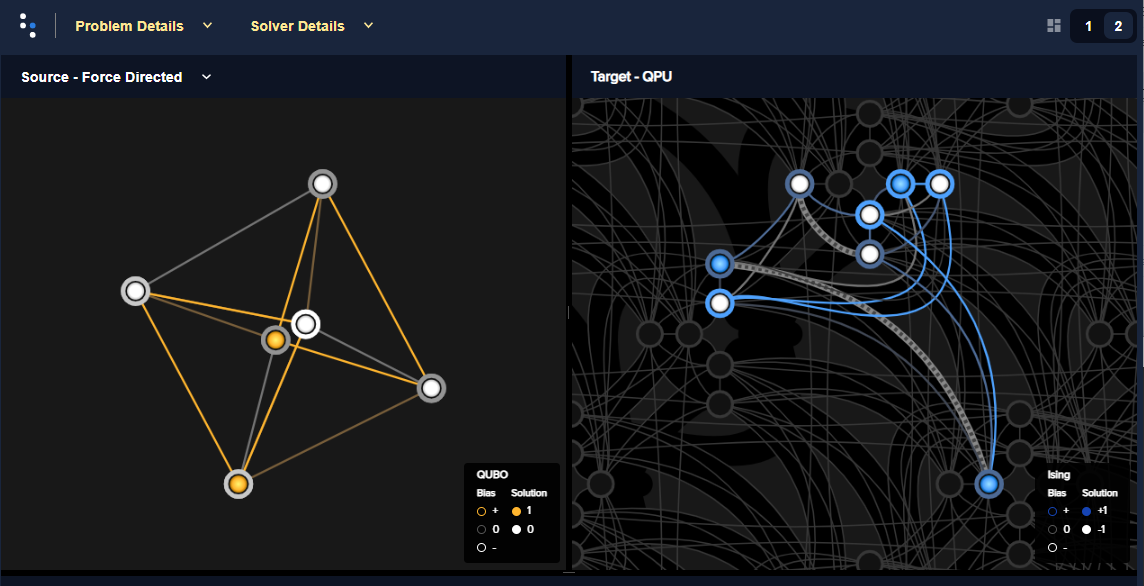 Problem Details Solver Details 1 2
Source - Force Directed
Target - QPU
QUBO
Bias Solution
+ 1
0 0
-
Ising
Bias Solution
+ +1
0 -1
-